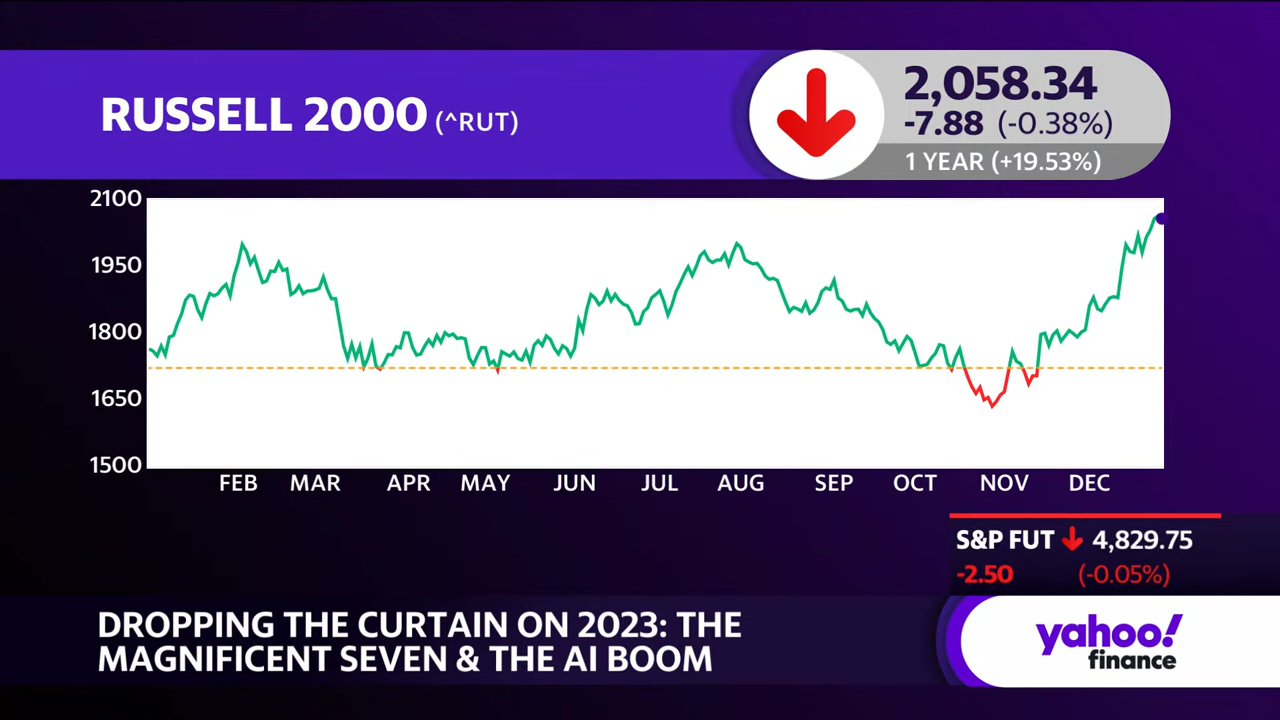 RUSSELL 2000 (^RUT)
2,058.34
-7.88 (-0.38%)
1 YEAR (+19.53%)
2100
1950
1800
1650
1500
FEB MAR APR MAY JUN JUL AUG SEP OCT NOV DEC
S&P FUT 4,829.75
-2.50 (-0.05%)
DROPPING THE CURTAIN ON 2023: THE
MAGNIFICENT SEVEN & THE AI BOOM
yahoo!
finance